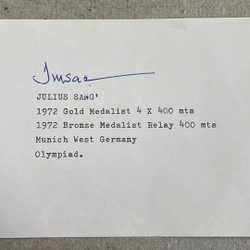 JULIUS SANG'
1972 Gold Medalist 4 X 400 mts
1972 Bronze Medalist Relay 400 mts
Munich West Germany
Olympiad.